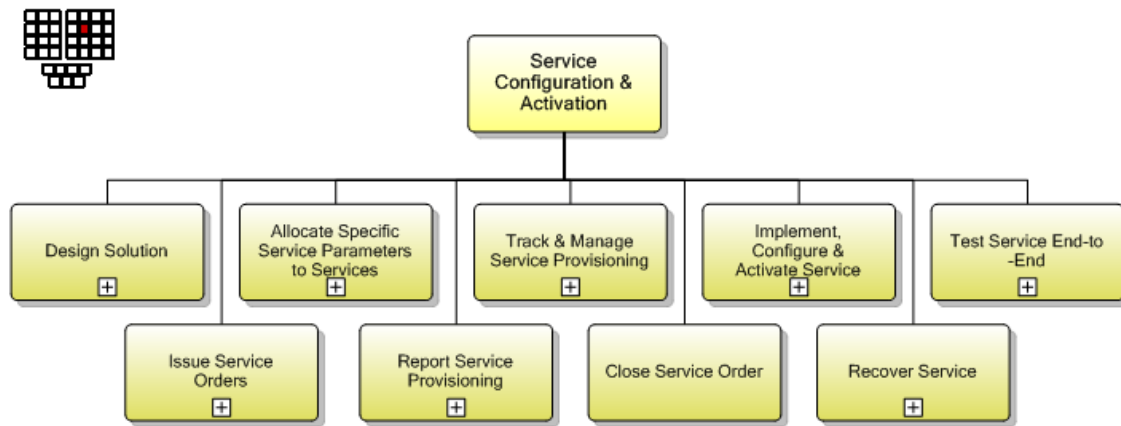 Service
Configuration &
Activation
Design Solution
Allocate Specific
Service Parameters
to Services
Track & Manage
Service Provisioning
Implement,
Configure &
Activate Service
Test Service End-to
-End
Issue Service
Orders
Report Service
Provisioning
Close Service Order
Recover Service